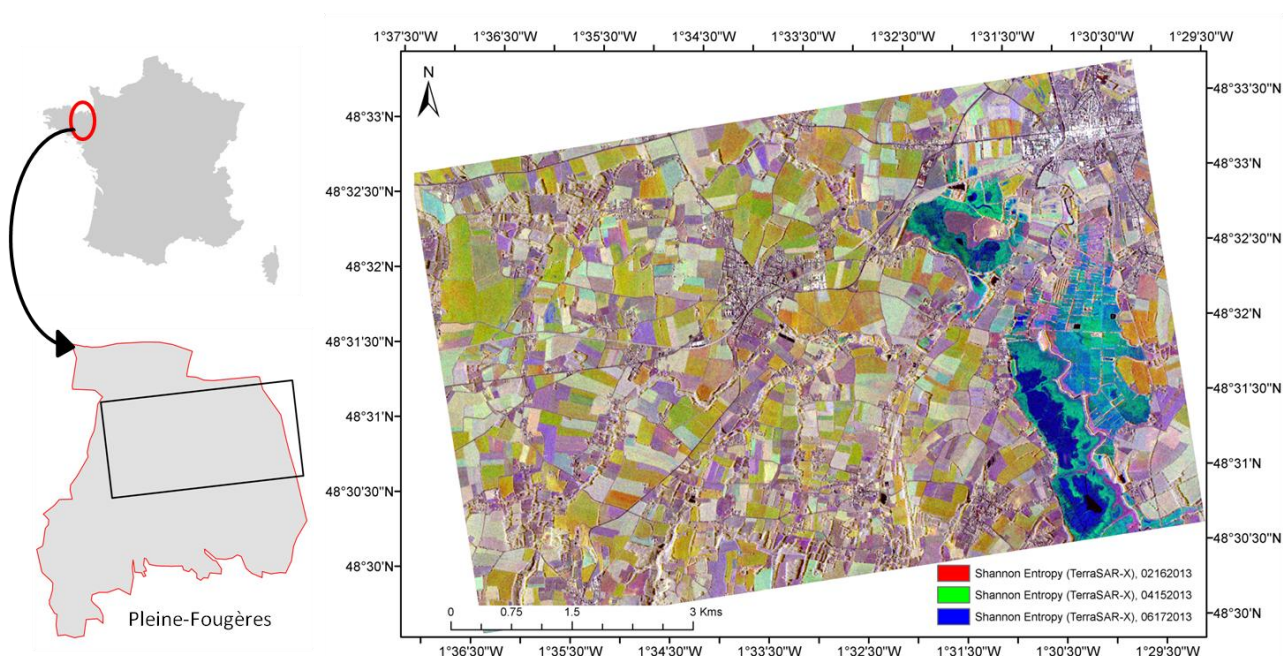 1°37'30"W 1°36'30"W 1°35'30"W 1°34'30"W 1°33'30"W 1°32'30"W 1°31'30"W 1°30'30"W 1°29'30"W
N
48°33'N
48°32'30"N
48°32'N
48°31'30"N
48°31'N
48°30'30"N
48°30'N
48°33'30"N
48°33'N
48°32'30"N
48°32'N
48°31'30"N
48°31'N
48°30'30"N
48°30'N
Pleine-Fougères
0 0.75 1.5 3 Kms
Shannon Entropy (TerraSAR-X), 02162013
Shannon Entropy (TerraSAR-X), 04152013
Shannon Entropy (TerraSAR-X), 06172013
1°36'30"W 1°35'30"W 1°34'30"W 1°33'30"W 1°32'30"W 1°31'30"W 1°30'30"W 1°29'30"W